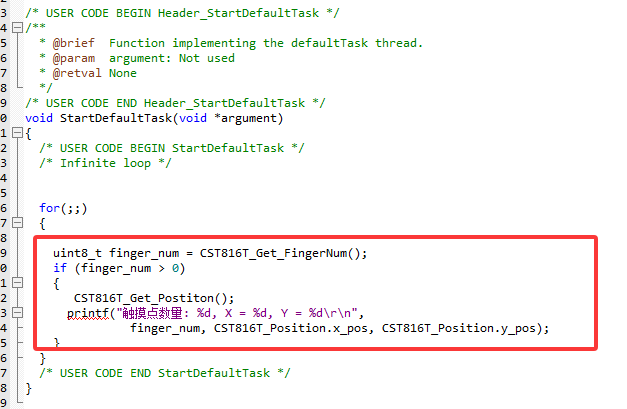 3 /* USER CODE BEGIN Header_StartDefaultTask */
4 /**
5 * @brief  Function implementing the defaultTask thread.
6 * @param  argument: Not used
7 * @retval None
8 */
9 /* USER CODE END Header_StartDefaultTask */
0 void StartDefaultTask(void *argument)
1 {
2 /* USER CODE BEGIN StartDefaultTask */
3 /* Infinite loop */
4
5
6 for(;;)
7 {
8
9 uint8_t finger_num = CST816T_Get_FingerNum();
0 if (finger_num > 0)
1 {
2 CST816T_Get_Postiton();
3 printf("触摸点数量: %d, X = %d, Y = %d\r\n",
4 finger_num, CST816T_Position.x_pos, CST816T_Position.y_pos);
5 }
6 }
7 /* USER CODE END StartDefaultTask */
8 }
9